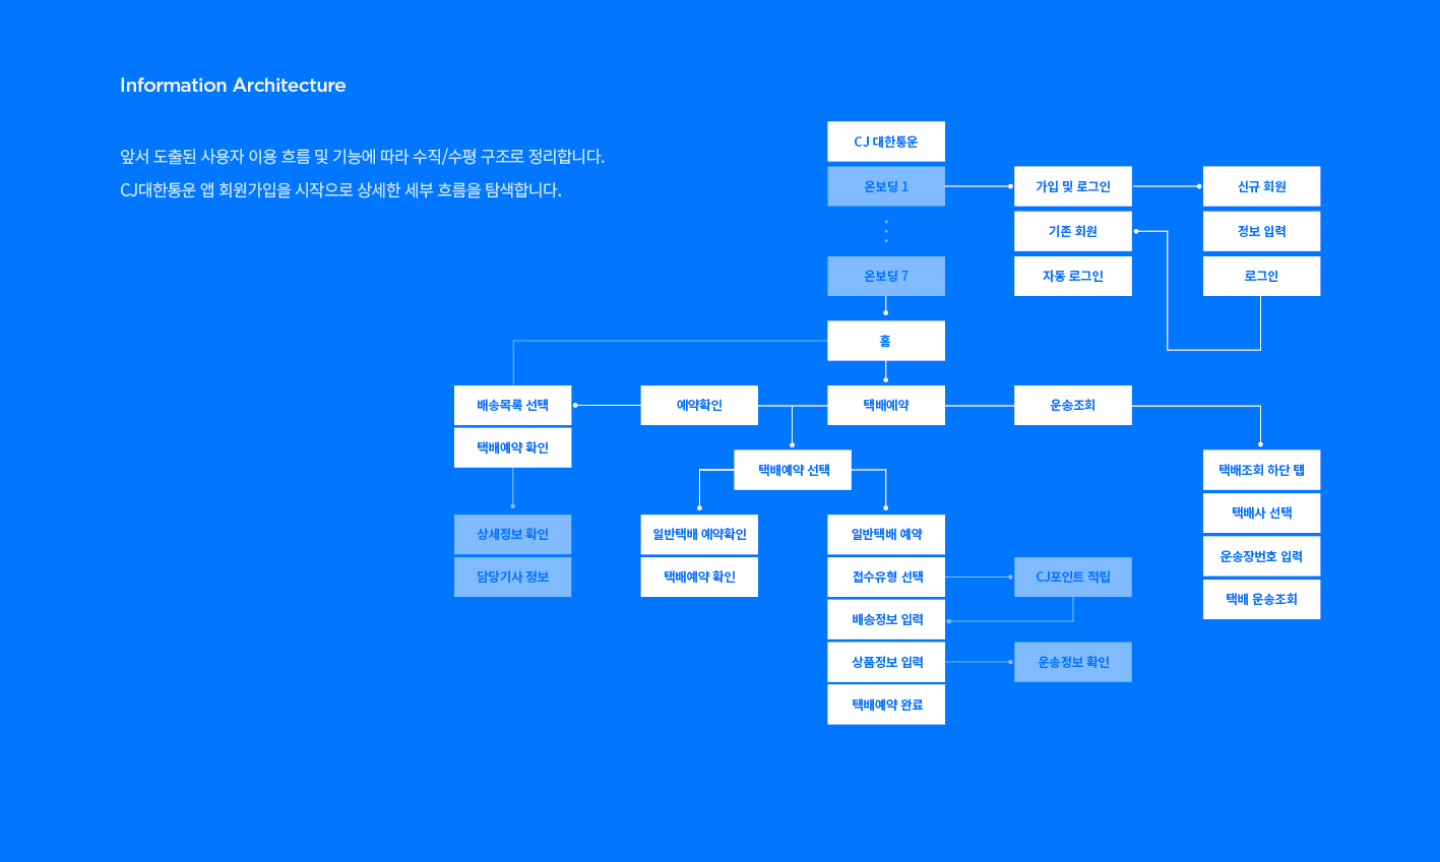 Information Architecture
앞서 도출된 사용자 이용 흐름 및 기능에 따라 수직/수평 구조로 정리합니다.
CJ대한통운 앱 회원가입을 시작으로 상세한 세부 흐름을 탐색합니다.
CJ 대한통운
온보딩 1
가입 및 로그인
신규 회원
기존 회원
정보 입력
온보딩 7
자동 로그인
로그인
홈
배송목록 선택
예약확인
택배예약
운송조회
택배예약 확인
택배예약 선택
택배조회 하단 탭
택배사 선택
상세정보 확인
일반택배 예약확인
일반택배 예약
운송장번호 입력
담당기사 정보
택배예약 확인
접수유형 선택
CJ포인트 적립
택배 운송조회
배송정보 입력
상품정보 입력
운송정보 확인
택배예약 완료